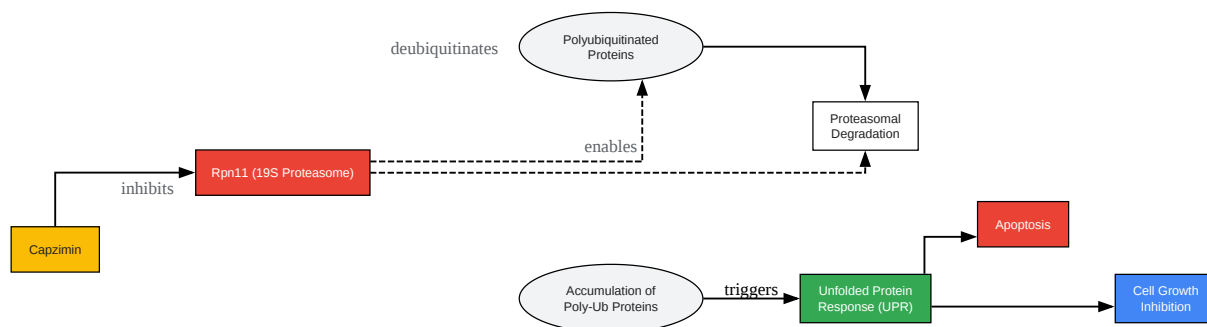 deubiquitinates
Polyubiquitinated
Proteins
Proteasomal
Degradation
enables
Rpn11 (19S Proteasome)
inhibits
Capzimin
Apoptosis
Accumulation of
Poly-Ub Proteins
triggers
Unfolded Protein
Response (UPR)
Cell Growth
Inhibition